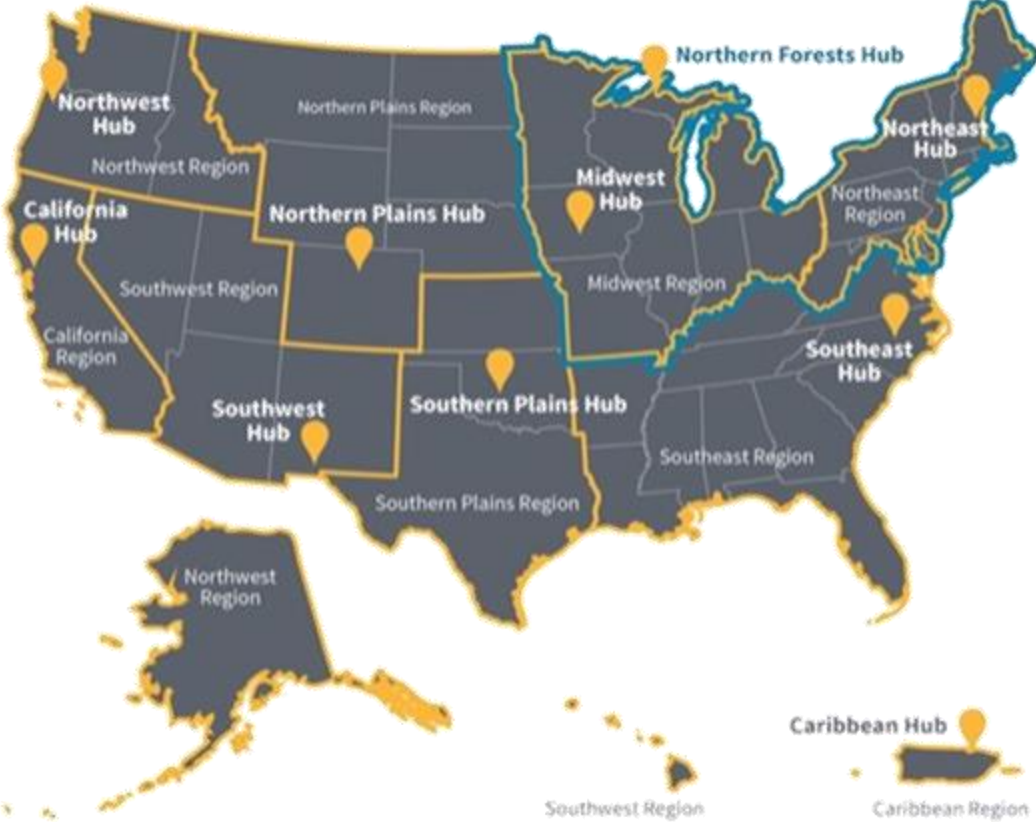 Northern Forests Hub
Northwest
Hub
Northern Plains Region
Northeast
Hub
Northwest Region
Midwest
Hub
Northeast
Region
California
Hub
Northern Plains Hub
Southwest Region
Midwest Region
California
Region
Southeast
Hub
Southwest
Hub
Southern Plains Hub
Southeast Region
Southern Plains Region
Northwest
Region
Caribbean Hub
Southwest Region
Caribbean Region